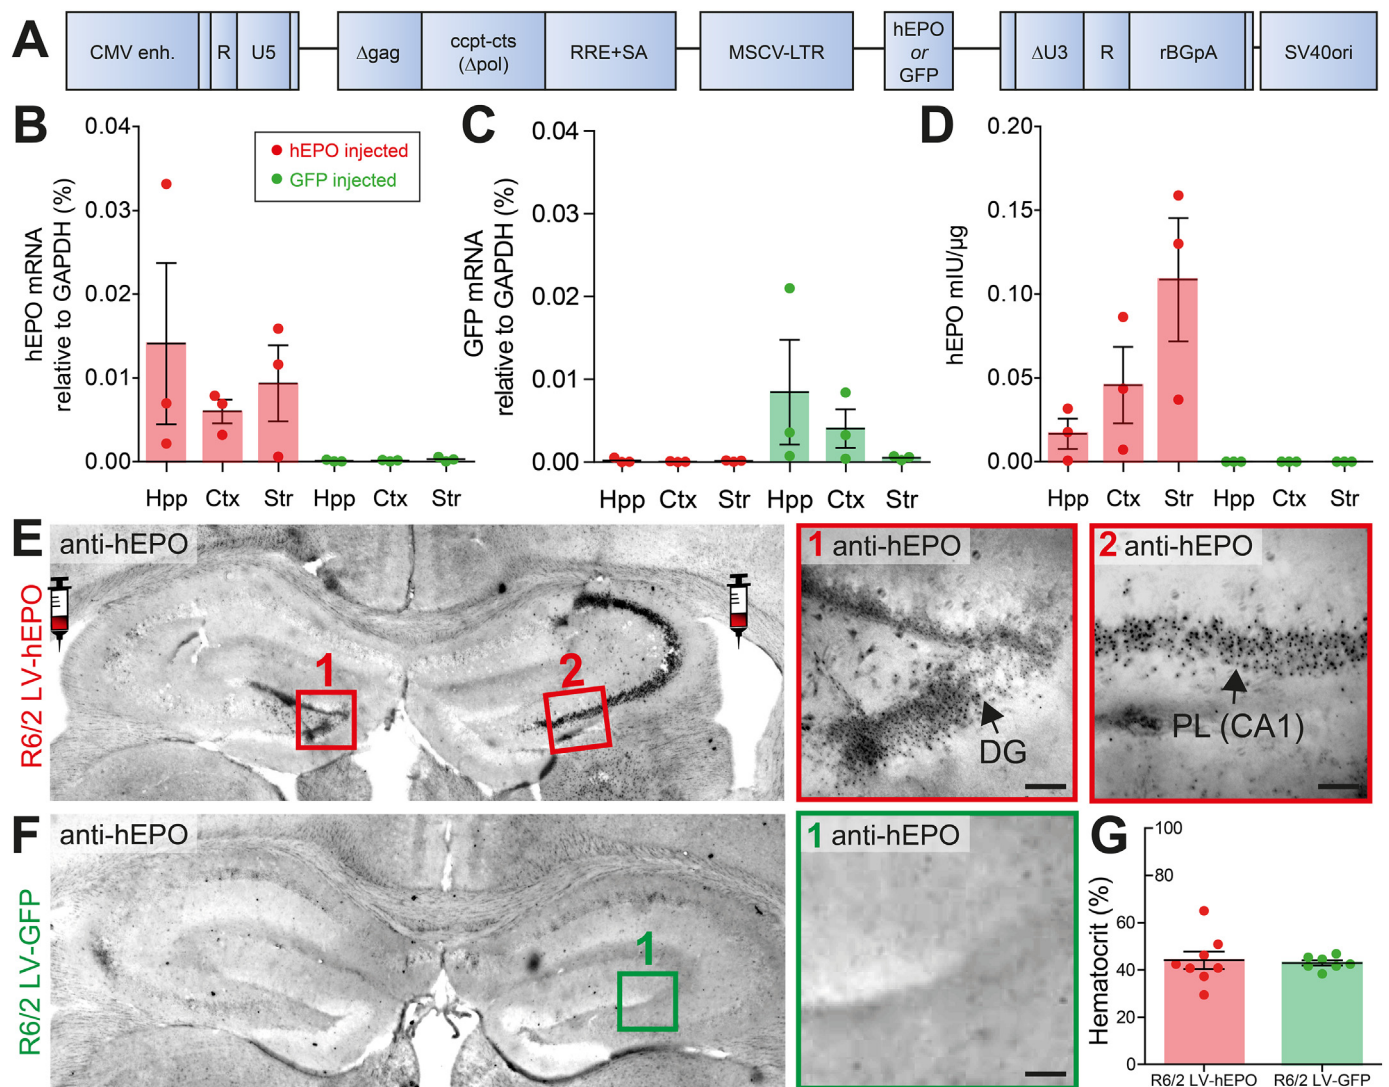 A
CMV enh. R U5 Δgag ccpt-cts (Δpol) RRE+SA MSCV-LTR hEPO or GFP ΔU3 R rBGpA SV40ori
B
hEPO mRNA
relative to GAPDH (%)
0.04
0.03
0.02
0.01
0.00
hEPO injected
GFP injected
Hpp Ctx Str Hpp Ctx Str
C
GFP mRNA
relative to GAPDH (%)
0.04
0.03
0.02
0.01
0.00
Hpp Ctx Str Hpp Ctx Str
D
hEPO mIU/µg
0.20
0.15
0.10
0.05
0.00
Hpp Ctx Str Hpp Ctx Str
E
R6/2 LV-hEPO
anti-hEPO
1
2
1 anti-hEPO
DG
2 anti-hEPO
PL (CA1)
F
R6/2 LV-GFP
anti-hEPO
1
1 anti-hEPO
G
Hematocrit (%)
100
80
60
40
20
0
R6/2 LV-hEPO R6/2 LV-GFP